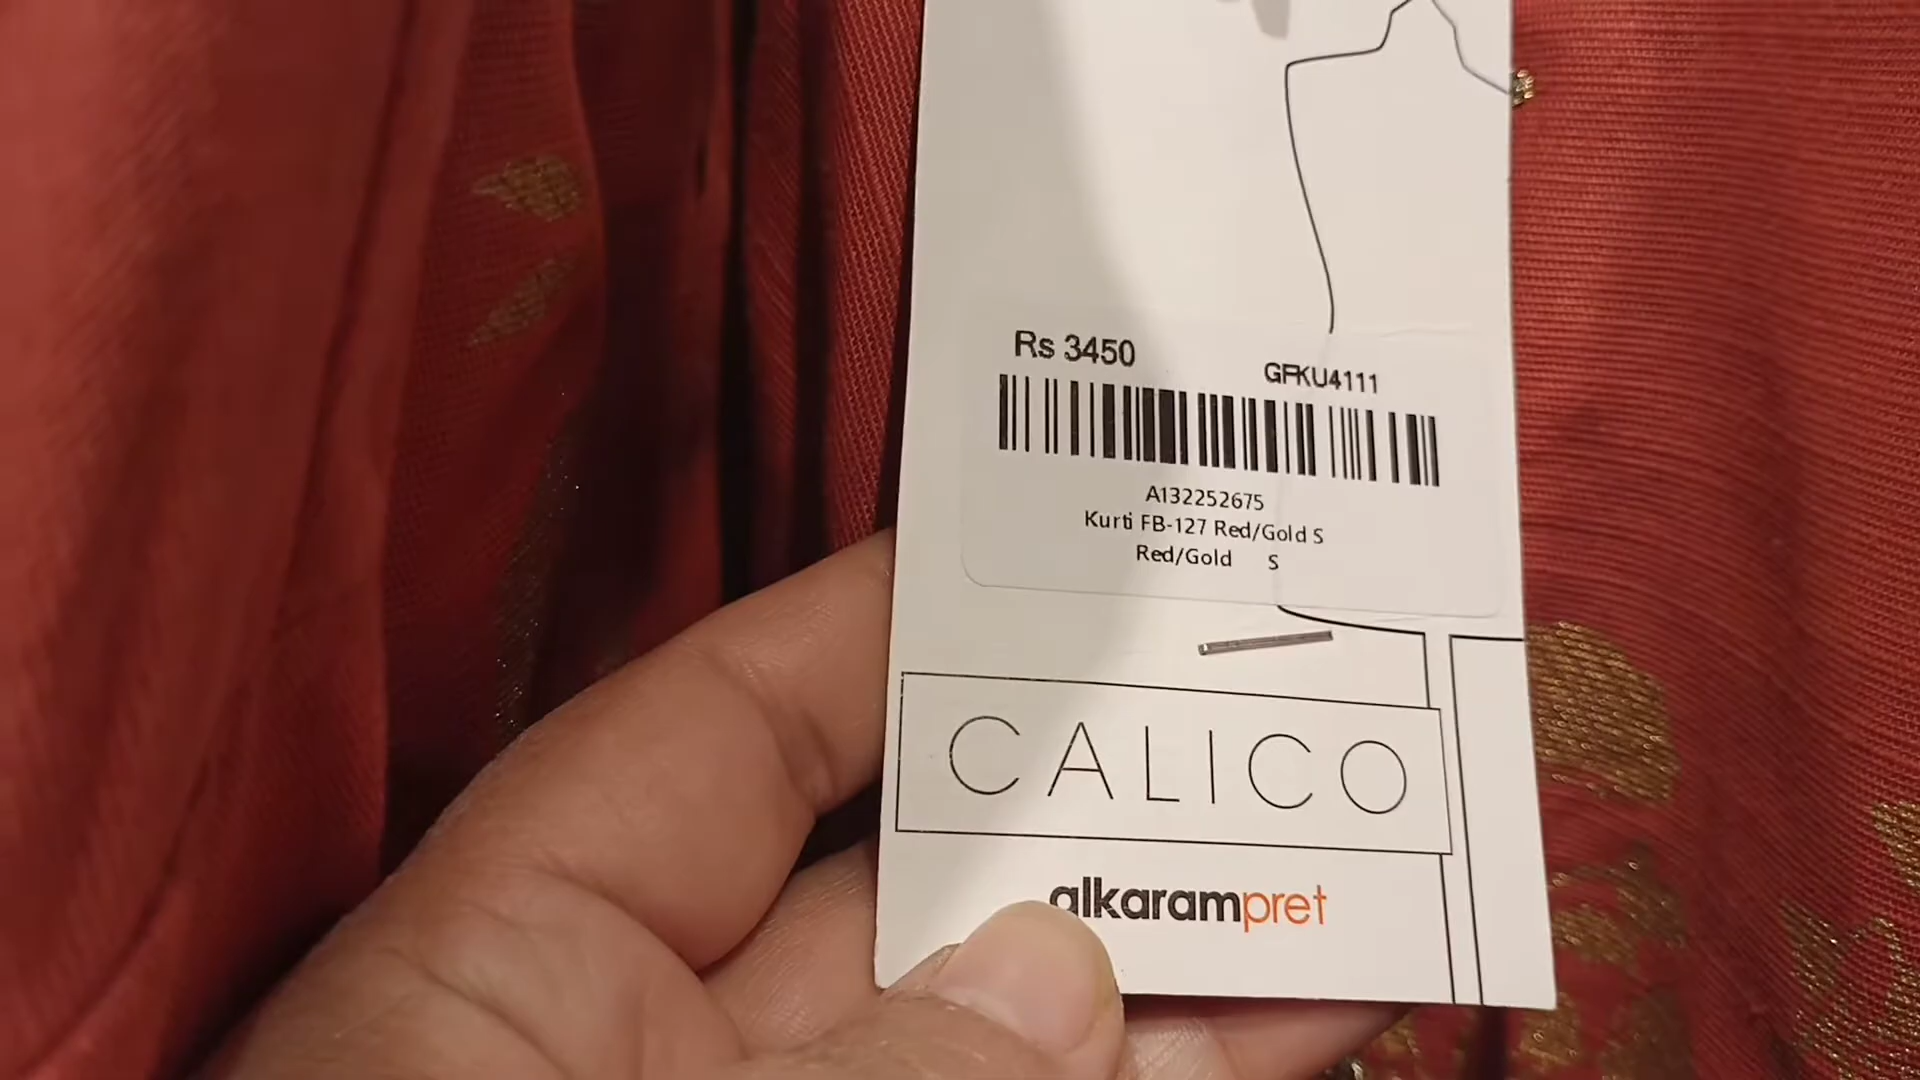 Rs 3450
GFKU4111
A132252675
Kurti FB-127 Red/Gold S
Red/Gold S
CALICO
alkarampret